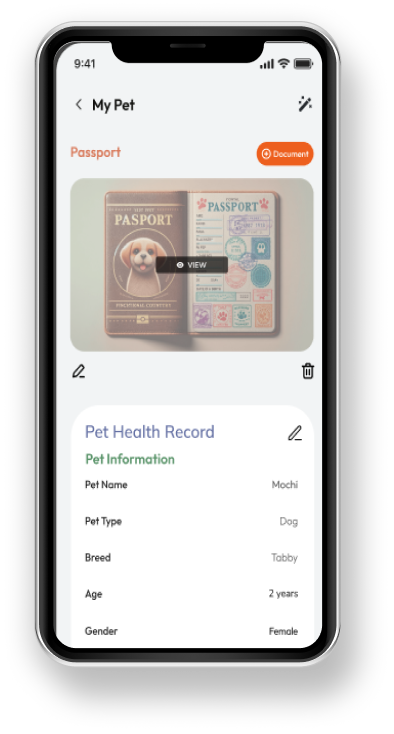 9:41
My Pet
Passport
Document
PASPORT
PASSPORT
VIEW
Pet Health Record
Pet Information
Pet Name Mochi
Pet Type Dog
Breed Tabby
Age 2 years
Gender Female